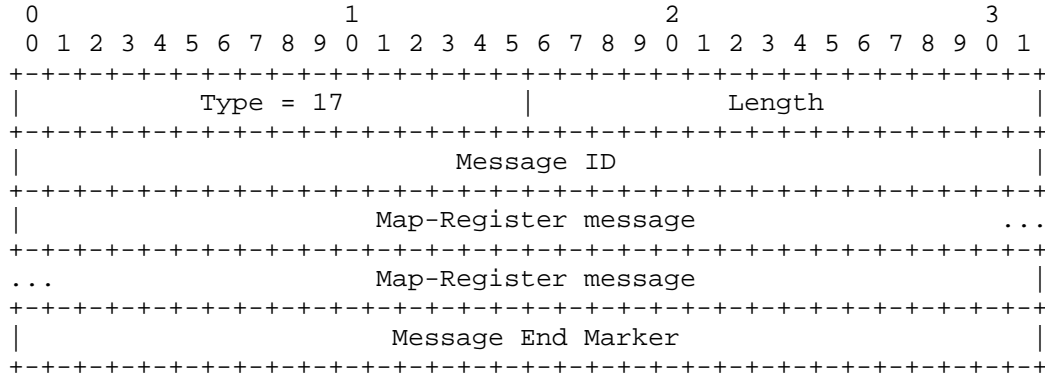 0                   1                   2                   3
 0 1 2 3 4 5 6 7 8 9 0 1 2 3 4 5 6 7 8 9 0 1 2 3 4 5 6 7 8 9 0 1
+-+-+-+-+-+-+-+-+-+-+-+-+-+-+-+-+-+-+-+-+-+-+-+-+-+-+-+-+-+-+-+-+
|           Type = 17           |            Length             |
+-+-+-+-+-+-+-+-+-+-+-+-+-+-+-+-+-+-+-+-+-+-+-+-+-+-+-+-+-+-+-+-+
|                           Message ID                          |
+-+-+-+-+-+-+-+-+-+-+-+-+-+-+-+-+-+-+-+-+-+-+-+-+-+-+-+-+-+-+-+-+
|                      Map-Register message                   ...
+-+-+-+-+-+-+-+-+-+-+-+-+-+-+-+-+-+-+-+-+-+-+-+-+-+-+-+-+-+-+-+-+
...                    Map-Register message                     |
+-+-+-+-+-+-+-+-+-+-+-+-+-+-+-+-+-+-+-+-+-+-+-+-+-+-+-+-+-+-+-+-+
|                       Message End Marker                      |
+-+-+-+-+-+-+-+-+-+-+-+-+-+-+-+-+-+-+-+-+-+-+-+-+-+-+-+-+-+-+-+-+